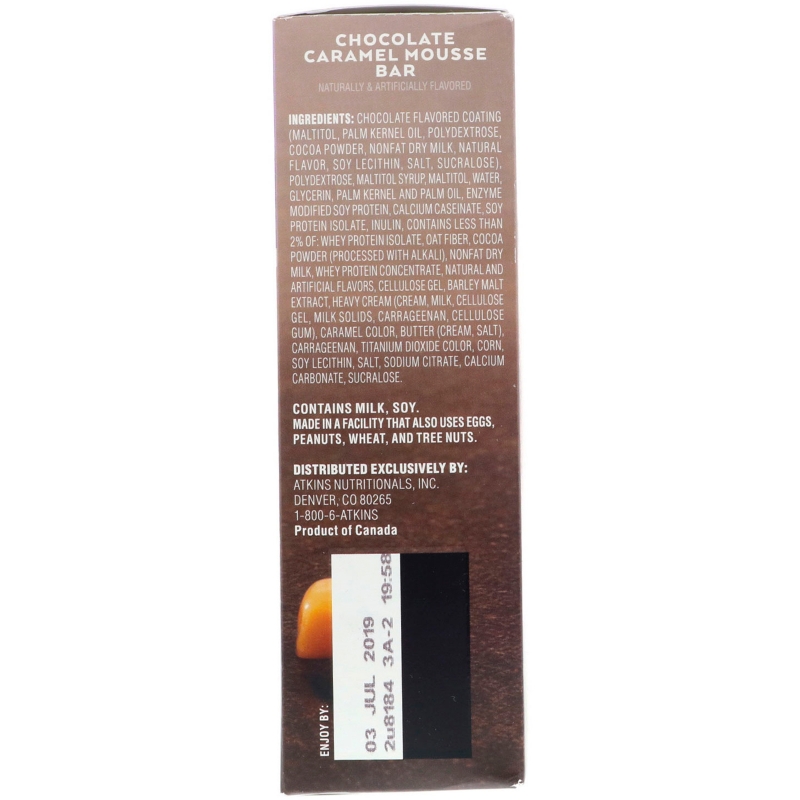 CHOCOLATE
CARAMEL MOUSSE
BAR
NATURALLY & ARTIFICIALLY FLAVORED
INGREDIENTS: CHOCOLATE FLAVORED COATING
(MALTITOL, PALM KERNEL OIL, POLYDEXTROSE,
COCOA POWDER, NONFAT DRY MILK, NATURAL
FLAVOR, SOY LECITHIN, SALT, SUCRALOSE),
POLYDEXTROSE, MALTITOL SYRUP, MALTITOL, WATER,
GLYCERIN, PALM KERNEL AND PALM OIL, ENZYME
MODIFIED SOY PROTEIN, CALCIUM CASEINATE, SOY
PROTEIN ISOLATE, INULIN, CONTAINS LESS THAN
2% OF: WHEY PROTEIN ISOLATE, OAT FIBER, COCOA
POWDER (PROCESSED WITH ALKALI), NONFAT DRY
MILK, WHEY PROTEIN CONCENTRATE, NATURAL AND
ARTIFICIAL FLAVORS, CELLULOSE GEL, BARLEY MALT
EXTRACT, HEAVY CREAM (CREAM, MILK, CELLULOSE
GEL, MILK SOLIDS, CARRAGEENAN, CELLULOSE
GUM), CARAMEL COLOR, BUTTER (CREAM, SALT),
CARRAGEENAN, TITANIUM DIOXIDE COLOR, CORN,
SOY LECITHIN, SALT, SODIUM CITRATE, CALCIUM
CARBONATE, SUCRALOSE.
CONTAINS MILK, SOY.
MADE IN A FACILITY THAT ALSO USES EGGS,
PEANUTS, WHEAT, AND TREE NUTS.
DISTRIBUTED EXCLUSIVELY BY:
ATKINS NUTRITIONALS, INC.
DENVER, CO 80265
1-800-6-ATKINS
Product of Canada
ENJOY BY:
03 JUL 2019
2u8184 3A-2 19:58